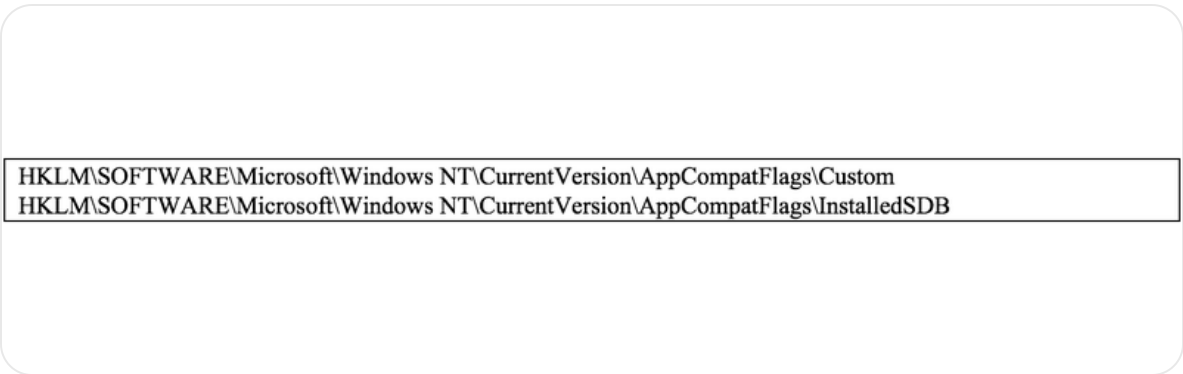 HKLM\SOFTWARE\Microsoft\Windows NT\CurrentVersion\AppCompatFlags\Custom
HKLM\SOFTWARE\Microsoft\Windows NT\CurrentVersion\AppCompatFlags\InstalledSDB